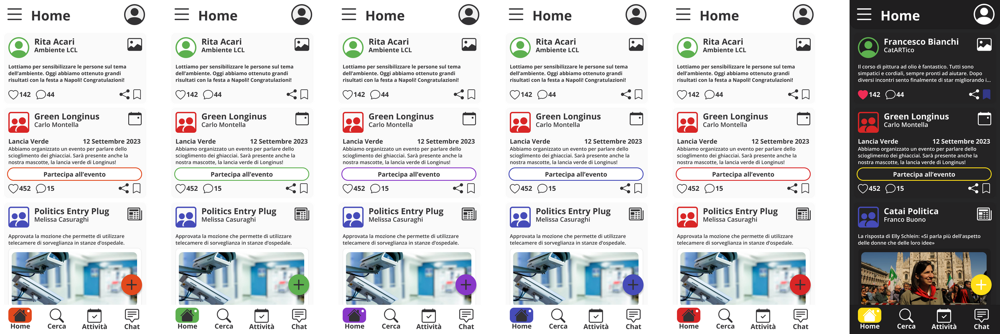 Home
Rita Acari
Ambiente LCL
Lottiamo per sensibilizzare le persone sul tema
dell'ambiente. Oggi abbiamo ottenuto grandi
risultati con la festa a Napoli! Congratulazioni!
142 44
Green Longinus
Carlo Montella
Lancia Verde 12 Settembre 2023
Abbiamo organizzato un evento per parlare dello
scioglimento dei ghiacciai. Sarà presente anche la
nostra mascotte, la lancia verde di Longinus!
Partecipa all'evento
452 15
Politics Entry Plug
Melissa Casuraghi
Approvata la mozione che permette di utilizzare
telecamere di sorveglianza in stanze d'ospedale.
Home Cerca Attività Chat
Home
Rita Acari
Ambiente LCL
Lottiamo per sensibilizzare le persone sul tema
dell'ambiente. Oggi abbiamo ottenuto grandi
risultati con la festa a Napoli! Congratulazioni!
142 44
Green Longinus
Carlo Montella
Lancia Verde 12 Settembre 2023
Abbiamo organizzato un evento per parlare dello
scioglimento dei ghiacciai. Sarà presente anche la
nostra mascotte, la lancia verde di Longinus!
Partecipa all'evento
452 15
Politics Entry Plug
Melissa Casuraghi
Approvata la mozione che permette di utilizzare
telecamere di sorveglianza in stanze d'ospedale.
Home Cerca Attività Chat
Home
Rita Acari
Ambiente LCL
Lottiamo per sensibilizzare le persone sul tema
dell'ambiente. Oggi abbiamo ottenuto grandi
risultati con la festa a Napoli! Congratulazioni!
142 44
Green Longinus
Carlo Montella
Lancia Verde 12 Settembre 2023
Abbiamo organizzato un evento per parlare dello
scioglimento dei ghiacciai. Sarà presente anche la
nostra mascotte, la lancia verde di Longinus!
Partecipa all'evento
452 15
Politics Entry Plug
Melissa Casuraghi
Approvata la mozione che permette di utilizzare
telecamere di sorveglianza in stanze d'ospedale.
Home Cerca Attività Chat
Home
Rita Acari
Ambiente LCL
Lottiamo per sensibilizzare le persone sul tema
dell'ambiente. Oggi abbiamo ottenuto grandi
risultati con la festa a Napoli! Congratulazioni!
142 44
Green Longinus
Carlo Montella
Lancia Verde 12 Settembre 2023
Abbiamo organizzato un evento per parlare dello
scioglimento dei ghiacciai. Sarà presente anche la
nostra mascotte, la lancia verde di Longinus!
Partecipa all'evento
452 15
Politics Entry Plug
Melissa Casuraghi
Approvata la mozione che permette di utilizzare
telecamere di sorveglianza in stanze d'ospedale.
Home Cerca Attività Chat
Home
Rita Acari
Ambiente LCL
Lottiamo per sensibilizzare le persone sul tema
dell'ambiente. Oggi abbiamo ottenuto grandi
risultati con la festa a Napoli! Congratulazioni!
142 44
Green Longinus
Carlo Montella
Lancia Verde 12 Settembre 2023
Abbiamo organizzato un evento per parlare dello
scioglimento dei ghiacciai. Sarà presente anche la
nostra mascotte, la lancia verde di Longinus!
Partecipa all'evento
452 15
Politics Entry Plug
Melissa Casuraghi
Approvata la mozione che permette di utilizzare
telecamere di sorveglianza in stanze d'ospedale.
Home Cerca Attività Chat
Home
Francesco Bianchi
CatARTico
Il corso di pittura ad olio è fantastico. Tutti sono
simpatici e cordiali, sempre pronti ad aiutare. Dopo
diversi incontri sento finalmente di star migliorando i...
142 44
Green Longinus
Carlo Montella
Lancia Verde 12 Settembre 2023
Abbiamo organizzato un evento per parlare dello
scioglimento dei ghiacciai. Sarà presente anche la
nostra mascotte, la lancia verde di Longinus!
Partecipa all'evento
452 15
Catai Politica
Franco Buono
La risposta di Elly Schlein: «Si parla più dell'aspetto
delle donne che delle loro idee»
Home Cerca Attività Chat